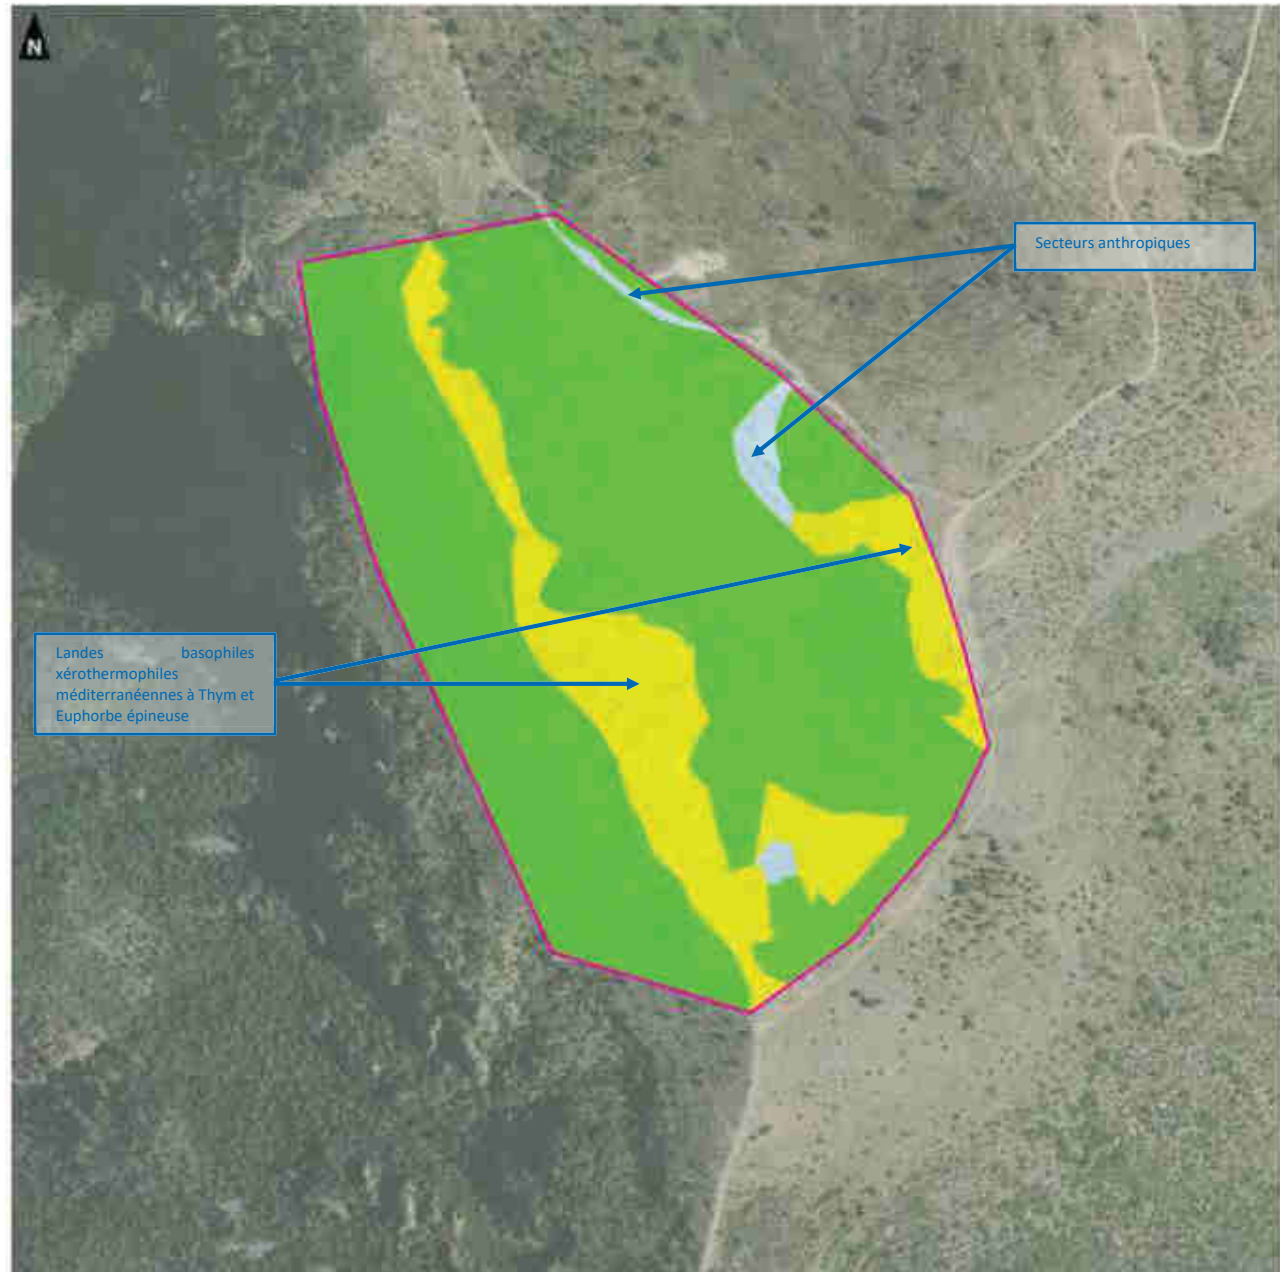 N
Secteurs anthropiques
Landes basophiles
xérothermophiles
méditerranéennes à Thym et
Euphorbe épineuse